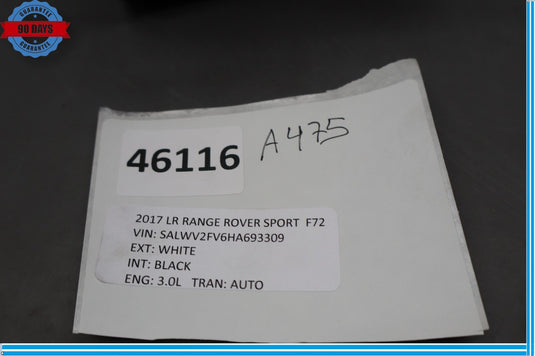 GUARANTEE
90 DAYS
GUARANTEE
46116
A475
2017 LR RANGE ROVER SPORT F72
VIN: SALWV2FV6HA693309
EXT: WHITE
INT: BLACK
ENG: 3.0L TRAN: AUTO